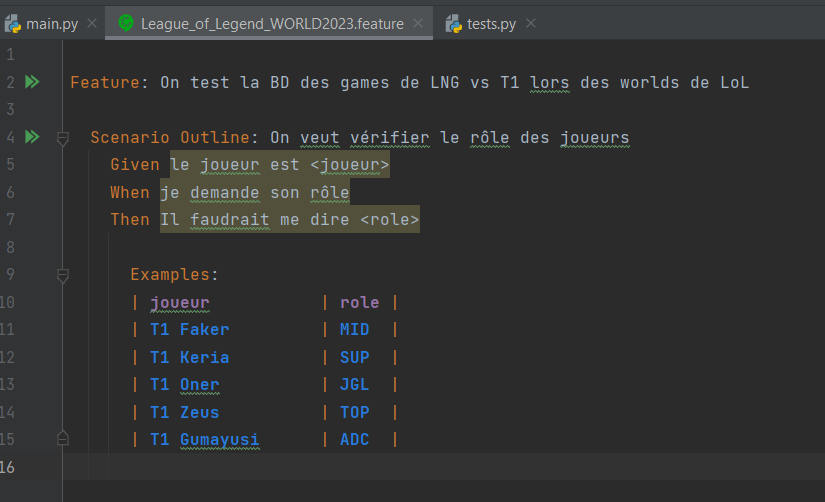 main.py League_of_Legend_WORLD2023.feature tests.py
1
2 Feature: On test la BD des games de LNG vs T1 lors des worlds de LoL
3
4 Scenario Outline: On veut vérifier le rôle des joueurs
5 Given le joueur est <joueur>
6 When je demande son rôle
7 Then Il faudrait me dire <role>
8
9 Examples:
10 | joueur | role |
11 | T1 Faker | MID |
12 | T1 Keria | SUP |
13 | T1 Oner | JGL |
14 | T1 Zeus | TOP |
15 | T1 Gumayusi | ADC |
16